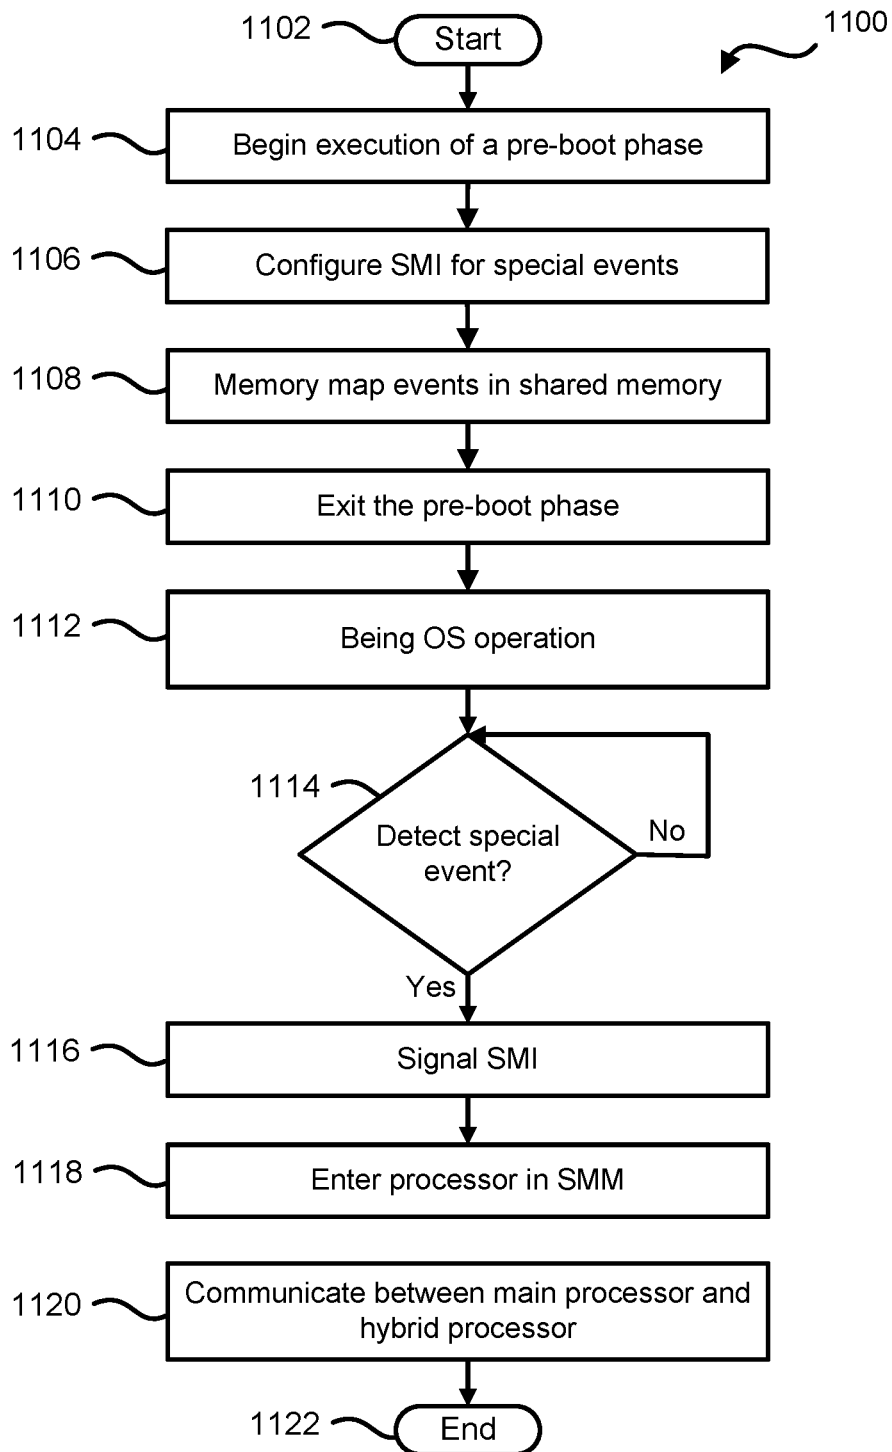 1102
Start
1100
1104
Begin execution of a pre-boot phase
1106
Configure SMI for special events
1108
Memory map events in shared memory
1110
Exit the pre-boot phase
1112
Being OS operation
1114
Detect special
event?
No
Yes
1116
Signal SMI
1118
Enter processor in SMM
1120
Communicate between main processor and
hybrid processor
1122
End